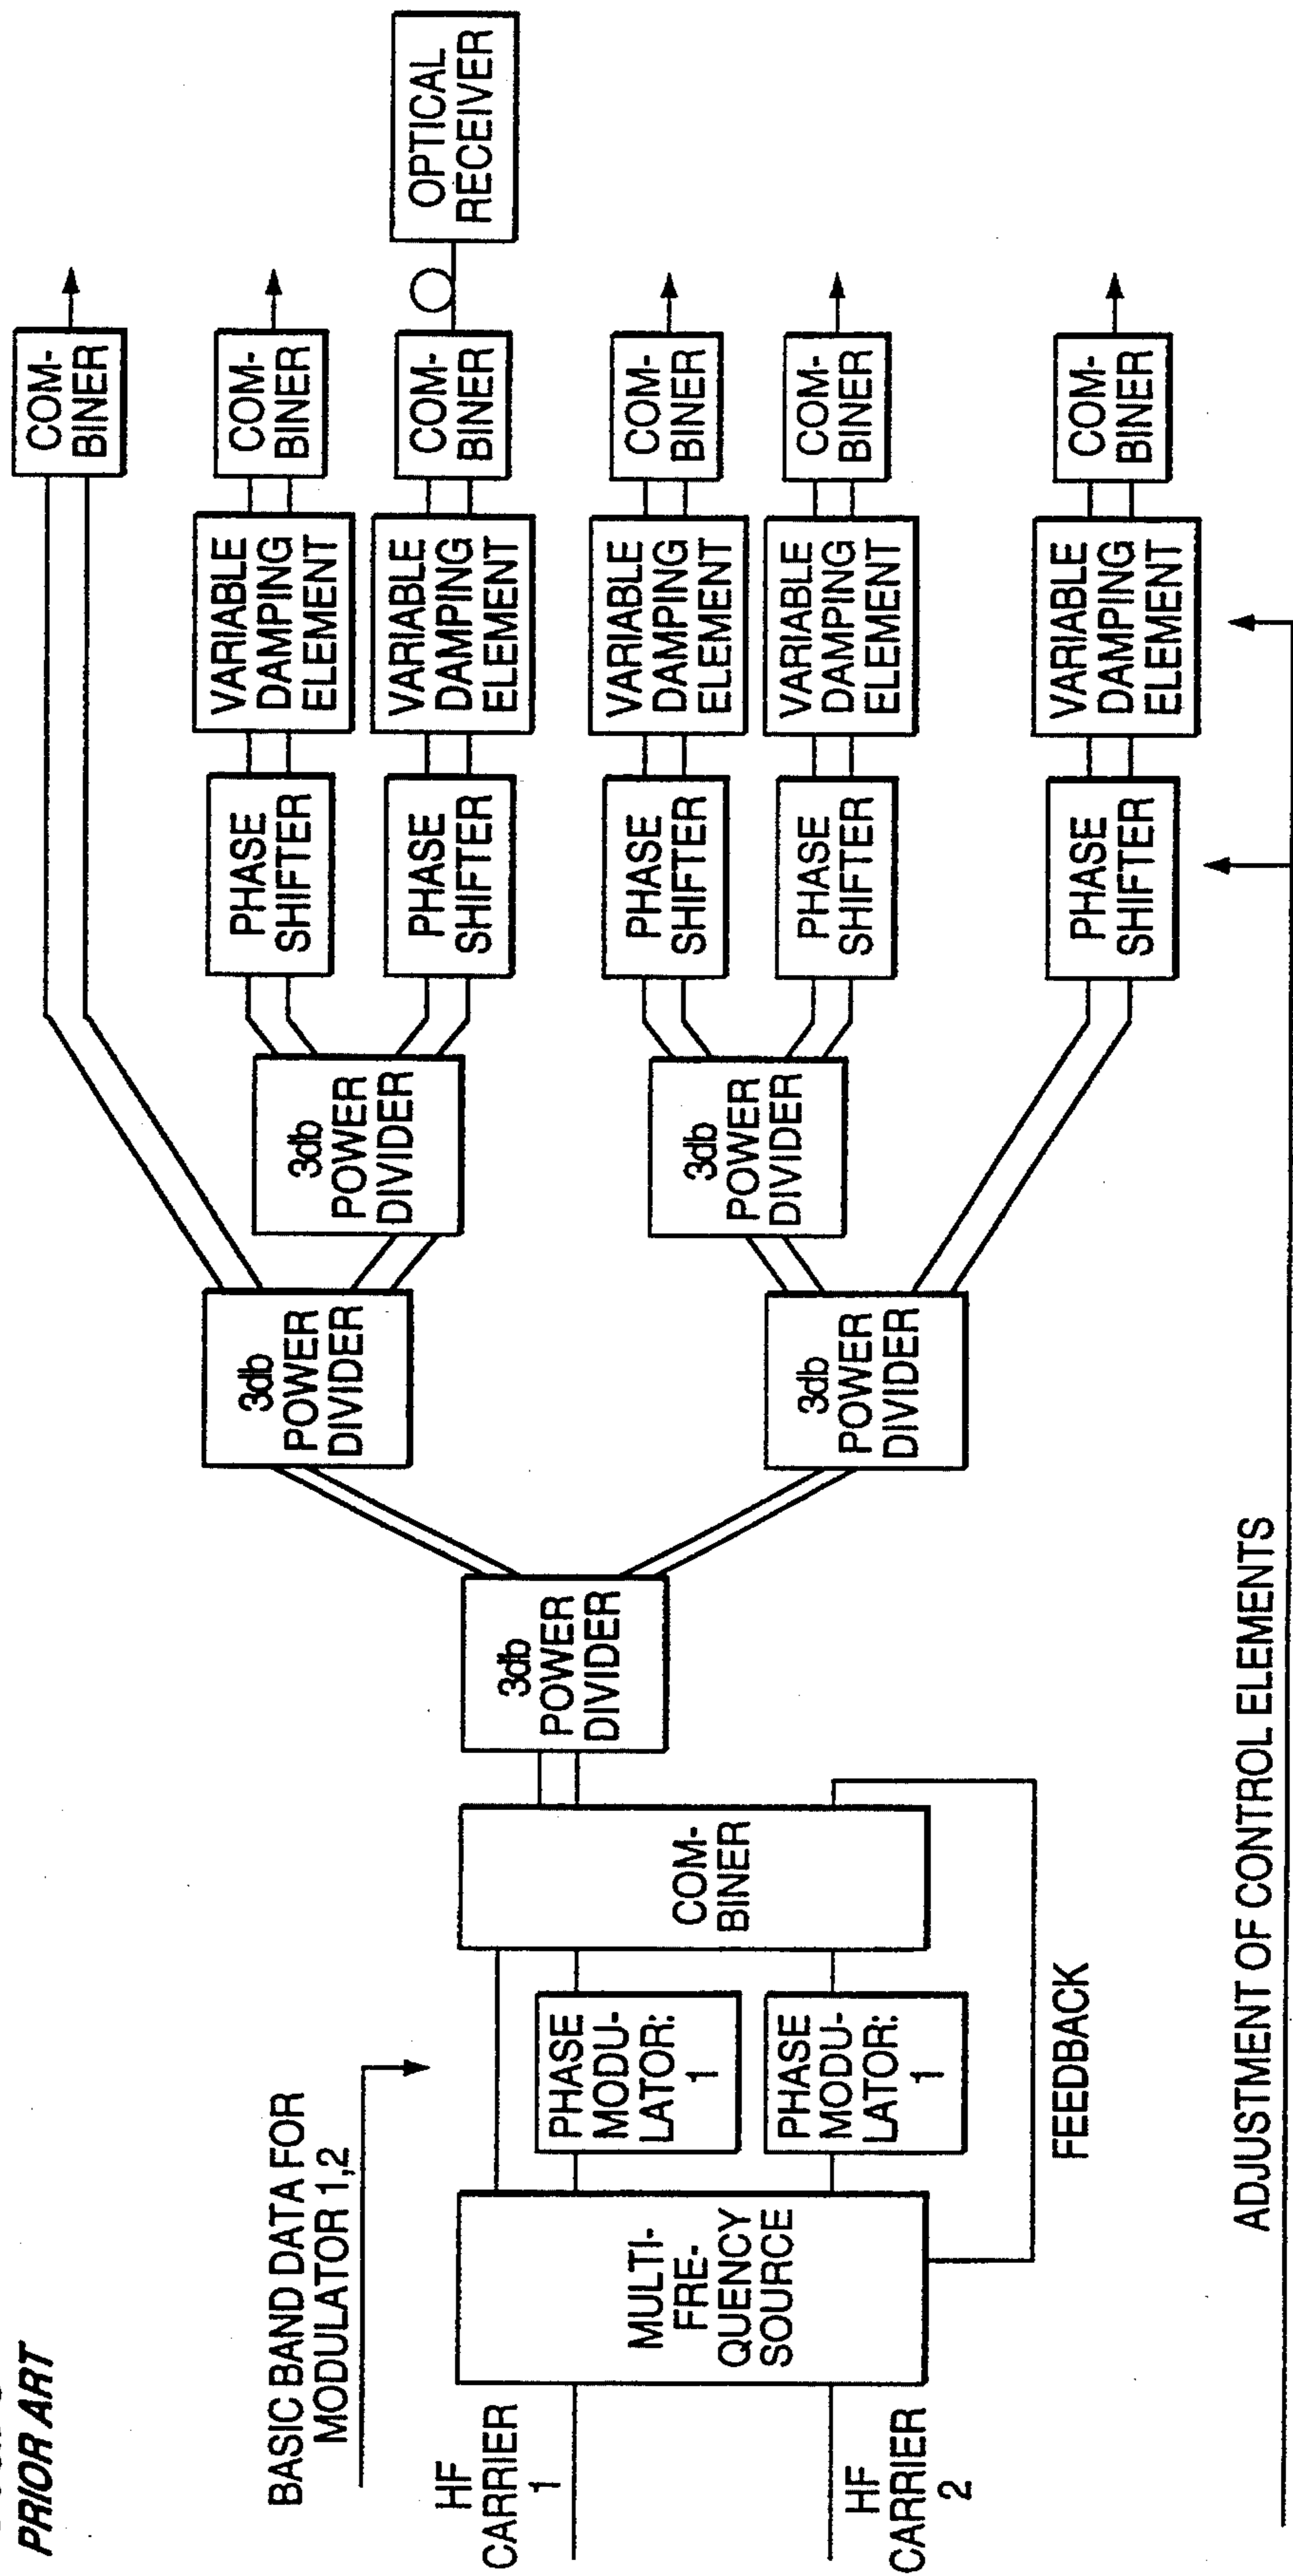 PRIOR ART
BASIC BAND DATA FOR
MODULATOR 1,2
HF
CARRIER
1
HF
CARRIER
2
MULTI-
FRE-
QUENCY
SOURCE
PHASE
MODU-
LATOR:
1
PHASE
MODU-
LATOR:
1
FEEDBACK
COM-
BINER
3db
POWER
DIVIDER
3db
POWER
DIVIDER
3db
POWER
DIVIDER
3db
POWER
DIVIDER
3db
POWER
DIVIDER
PHASE
SHIFTER
PHASE
SHIFTER
PHASE
SHIFTER
PHASE
SHIFTER
PHASE
SHIFTER
VARIABLE
DAMPING
ELEMENT
VARIABLE
DAMPING
ELEMENT
VARIABLE
DAMPING
ELEMENT
VARIABLE
DAMPING
ELEMENT
VARIABLE
DAMPING
ELEMENT
COM-
BINER
COM-
BINER
COM-
BINER
COM-
BINER
COM-
BINER
COM-
BINER
OPTICAL
RECEIVER
ADJUSTMENT OF CONTROL ELEMENTS